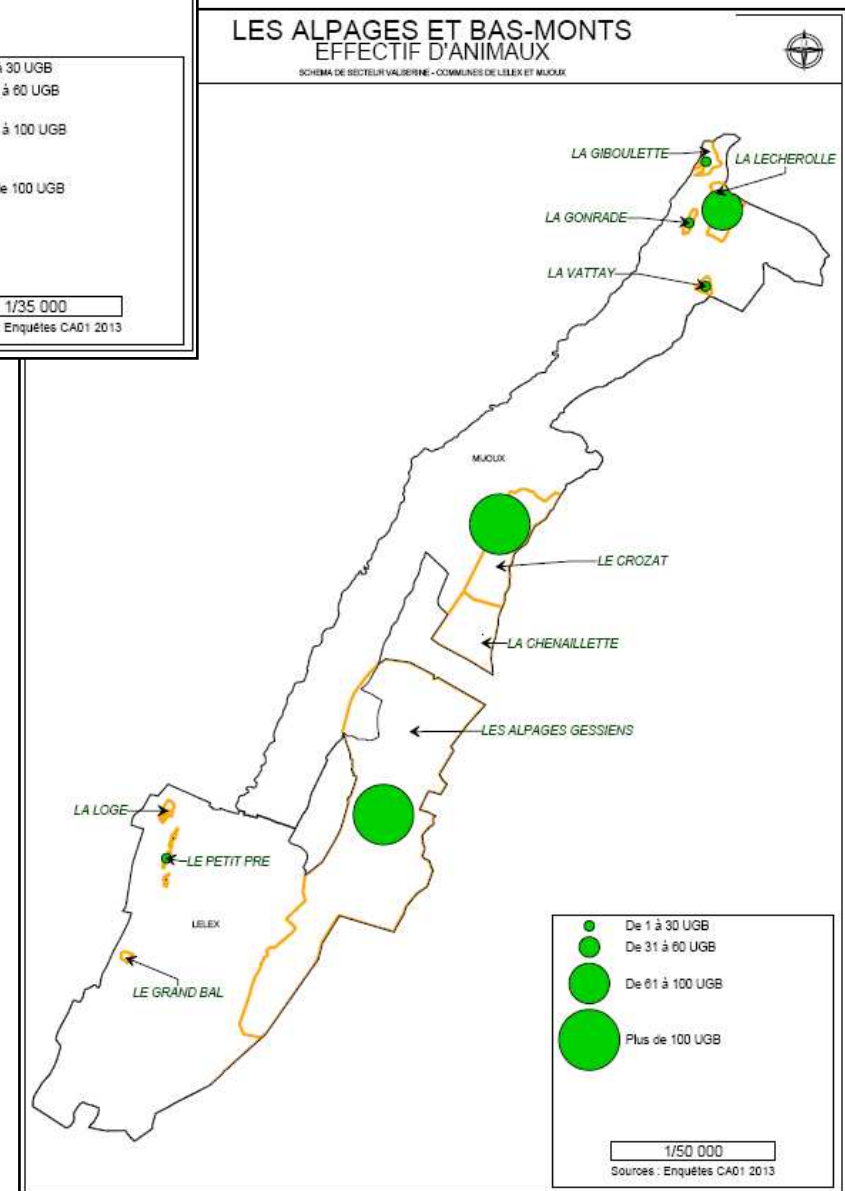 à 30 UGB
à 60 UGB
à 100 UGB
de 100 UGB
1/35 000
: Enquêtes CA01 2013
LES ALPAGES ET BAS-MONTS
EFFECTIF D'ANIMAUX
SCHEMA DE SECTEUR VALSERINE - COMMUNES DE LELEX ET MIJOUX
LA GIBOULETTE
LA LECHEROLLE
LA GONRADE
LA VATTAY
MIJOUX
LE CROZAT
LA CHENAILLETTE
LES ALPAGES GESSIENS
LA LOGE
LE PETIT PRE
LELEX
LE GRAND BAL
De 1 à 30 UGB
De 31 à 60 UGB
De 61 à 100 UGB
Plus de 100 UGB
1/50 000
Sources : Enquêtes CA01 2013